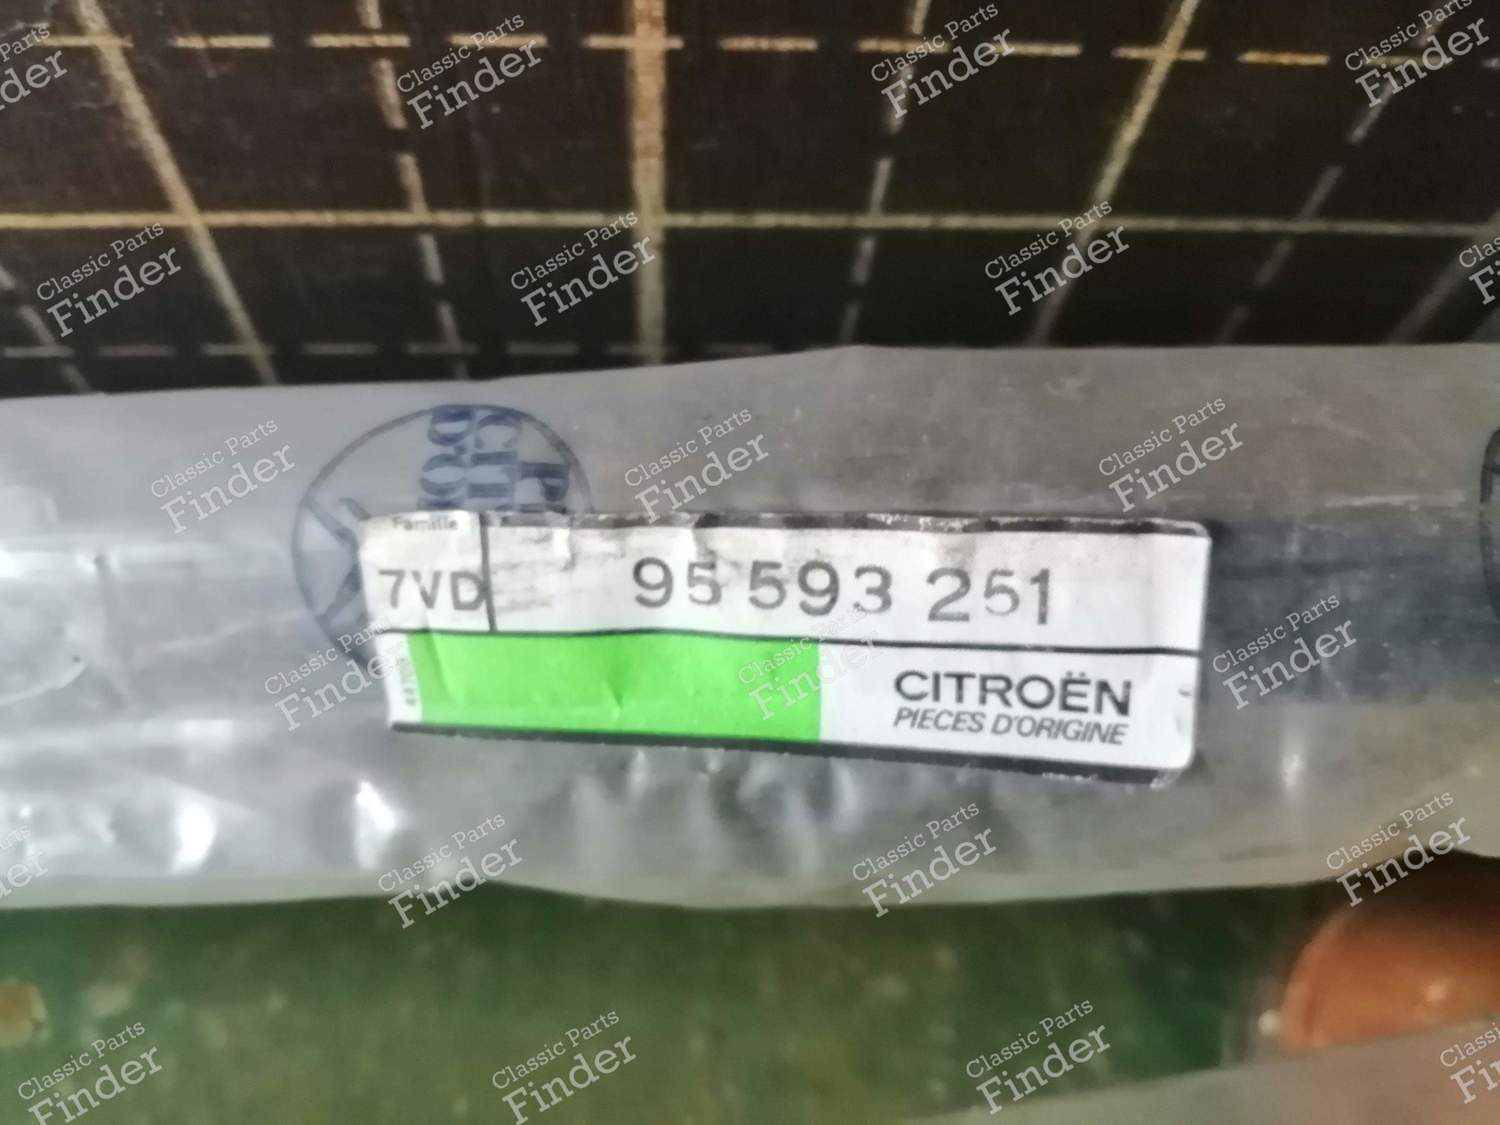 Famille
7VD 95 593 251
CITROËN
PIECES D'ORIGINE
Classic Parts
Finder